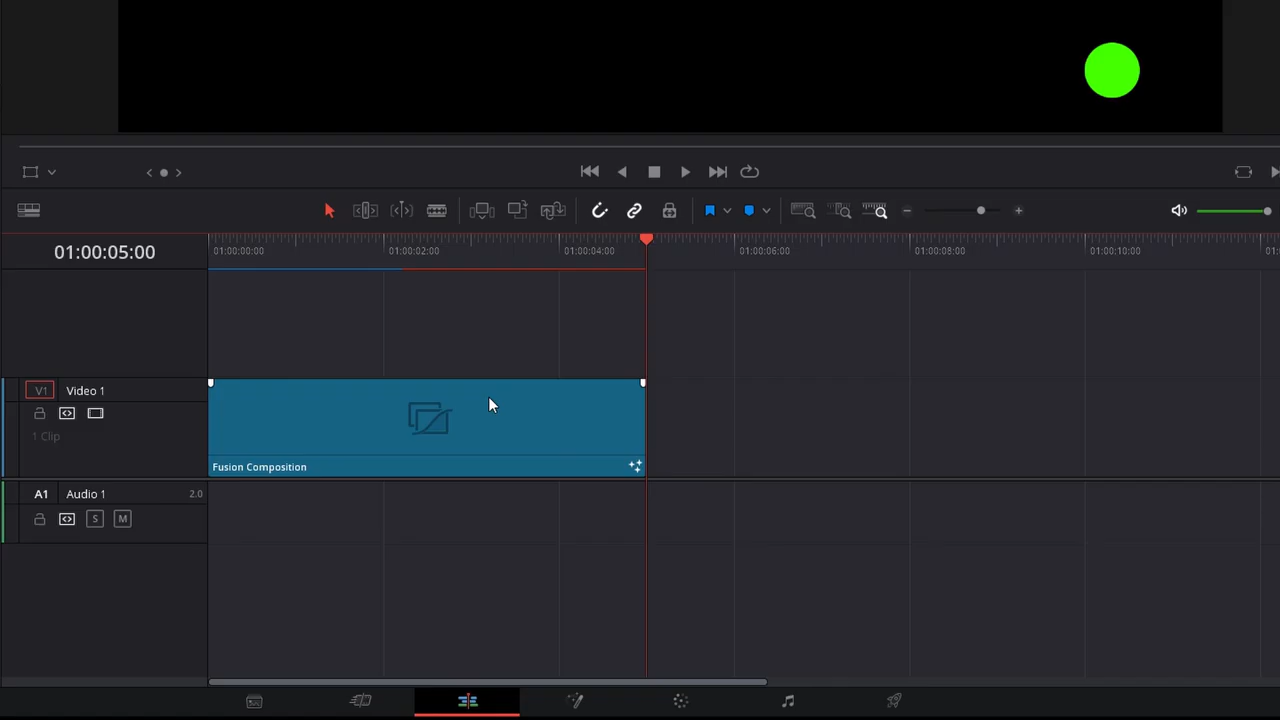 01:00:05:00
01:00:00:00
01:00:02:00
01:00:04:00
01:00:06:00
01:00:08:00
01:00:10:00
V1
Video 1
1 Clip
Fusion Composition
A1
Audio 1
2.0
S
M